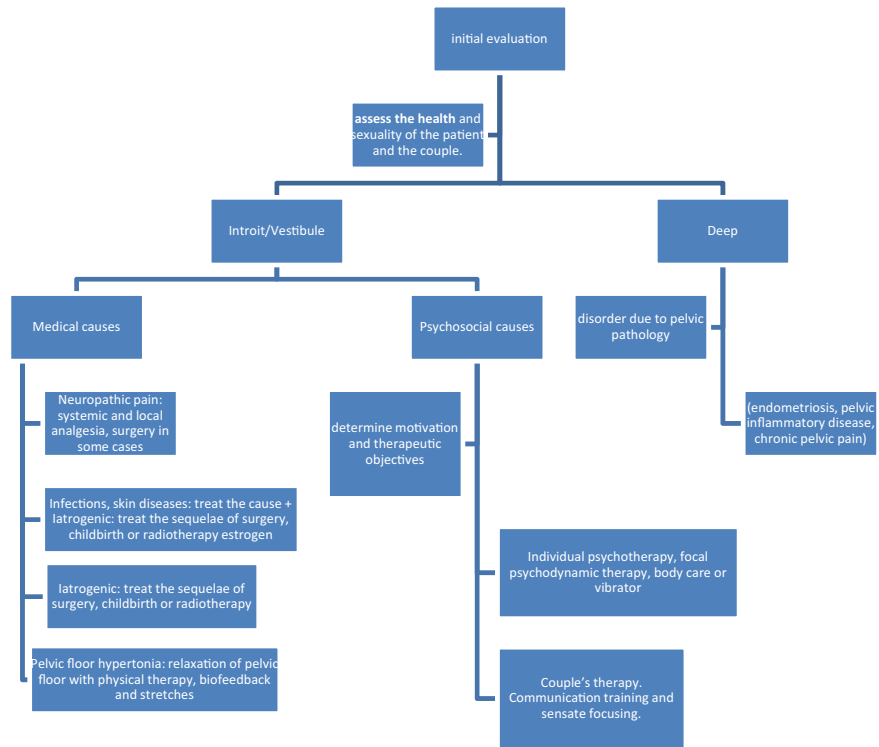 initial evaluation
assess the health and
sexuality of the patient
and the couple.
Introit/Vestibule
Deep
Medical causes
Psychosocial causes
disorder due to pelvic
pathology
Neuropathic pain:
systemic and local
analgesia, surgery in
some cases
determine motivation
and therapeutic
objectives
(endometriosis, pelvic
inflammatory disease,
chronic pelvic pain)
Infections, skin diseases: treat the cause +
Iatrogenic: treat the sequelae of surgery,
childbirth or radiotherapy estrogen
Individual psychotherapy, focal
psychodynamic therapy, body care or
vibrator
Iatrogenic: treat the sequelae of
surgery, childbirth or radiotherapy
Pelvic floor hypertonia: relaxation of pelvic
floor with physical therapy, biofeedback
and stretches
Couple's therapy.
Communication training and
sensate focusing.